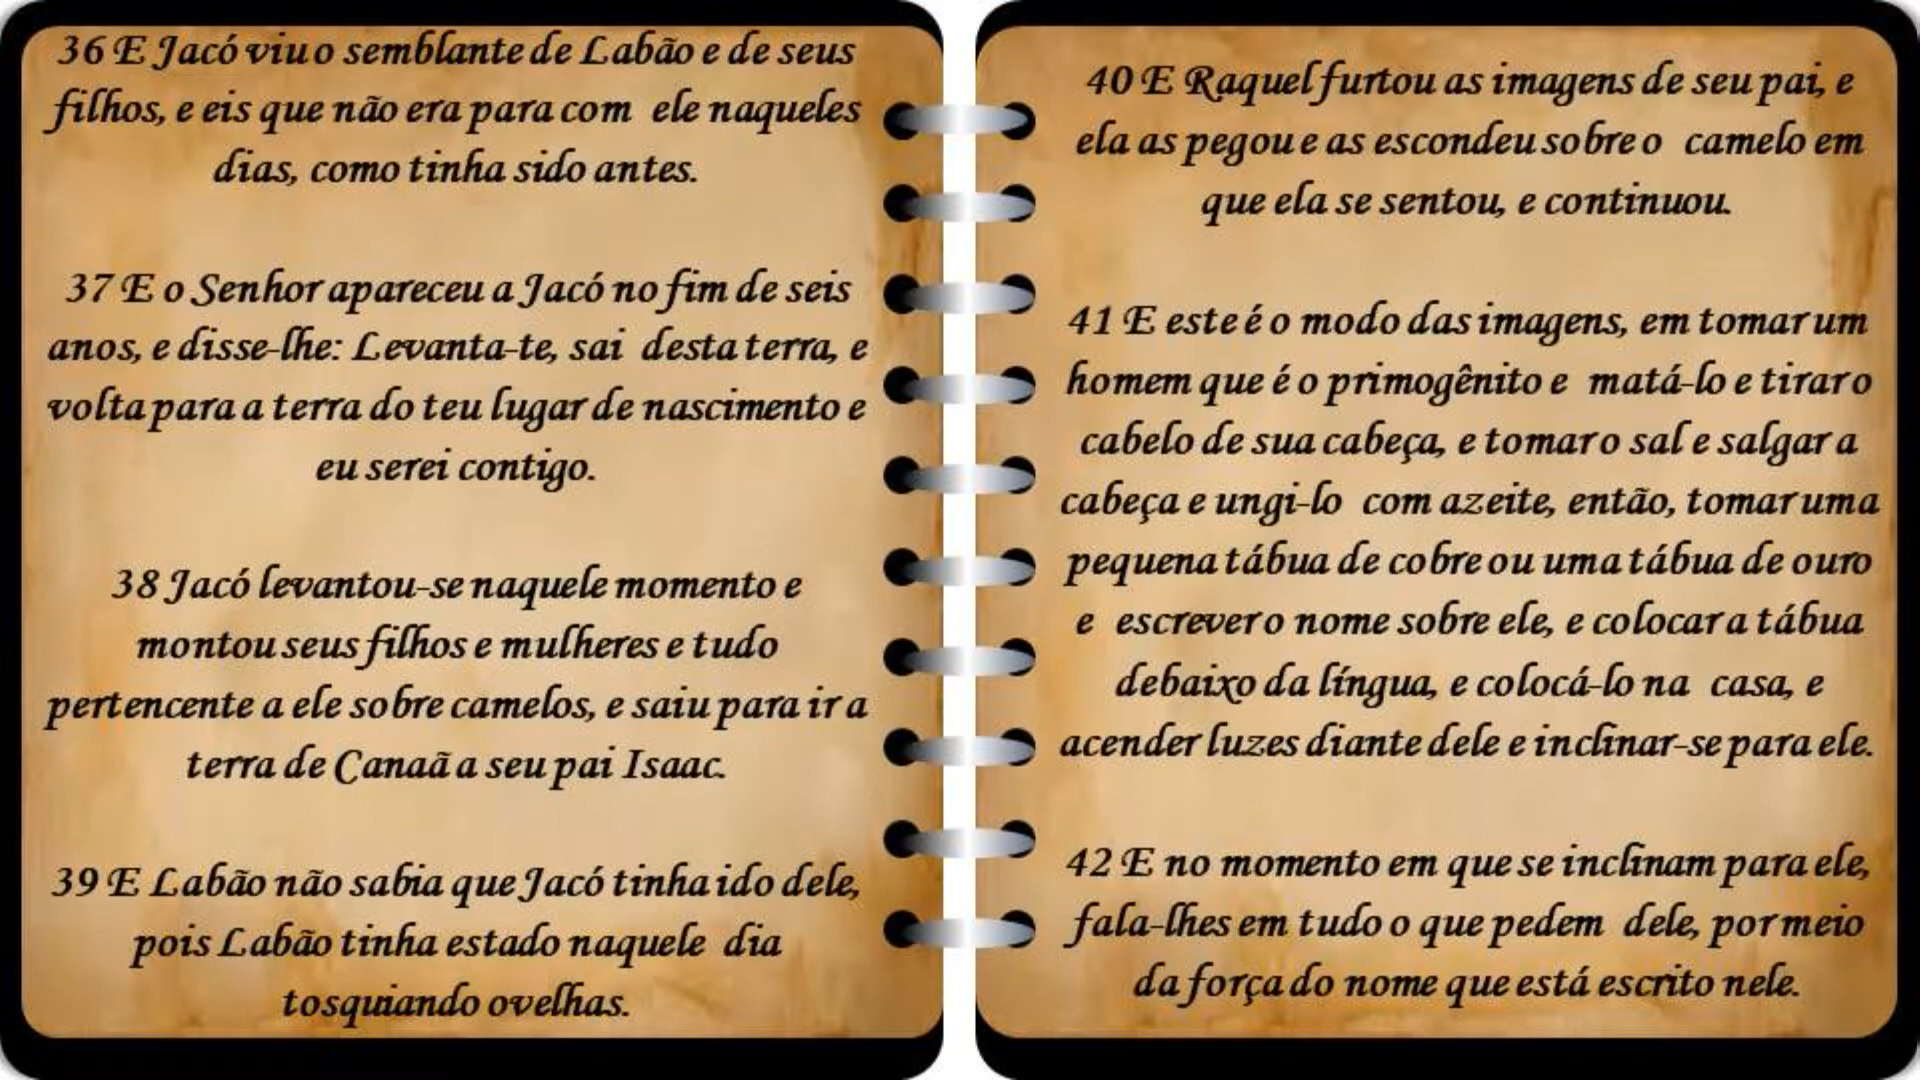 36 E Jacó viu o semblante de Labão e de seus
filhos, e eis que não era para com ele naqueles
dias, como tinha sido antes.
37 E o Senhor apareceu a Jacó no fim de seis
anos, e disse-lhe: Levanta-te, sai desta terra, e
volta para a terra do teu lugar de nascimento e
eu serei contigo.
38 Jacó levantou-se naquele momento e
montou seus filhos e mulheres e tudo
pertencente a ele sobre camelos, e saiu para ir a
terra de Canaã a seu pai Isaac.
39 E Labão não sabia que Jacó tinha ido dele,
pois Labão tinha estado naquele dia
tosquiando ovelhas.
40 E Raquel furtou as imagens de seu pai, e
ela as pegou e as escondeu sobre o camelo em
que ela se sentou, e continuou.
41 E este é o modo das imagens, em tomar um
homem que é o primogênito e matá-lo e tirar o
cabelo de sua cabeça, e tomar o sal e salgar a
cabeça e ungi-lo com azeite, então, tomar uma
pequena tábua de cobre ou uma tábua de ouro
e escrever o nome sobre ele, e colocar a tábua
debaixo da língua, e colocá-lo na casa, e
acender luzes diante dele e inclinar-se para ele.
42 E no momento em que se inclinam para ele,
fala-lhes em tudo o que pedem dele, por meio
da força do nome que está escrito nele.